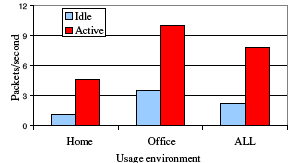 Packets/second
12
9
6
3
0
Idle
Active
Home Office ALL
Usage environment